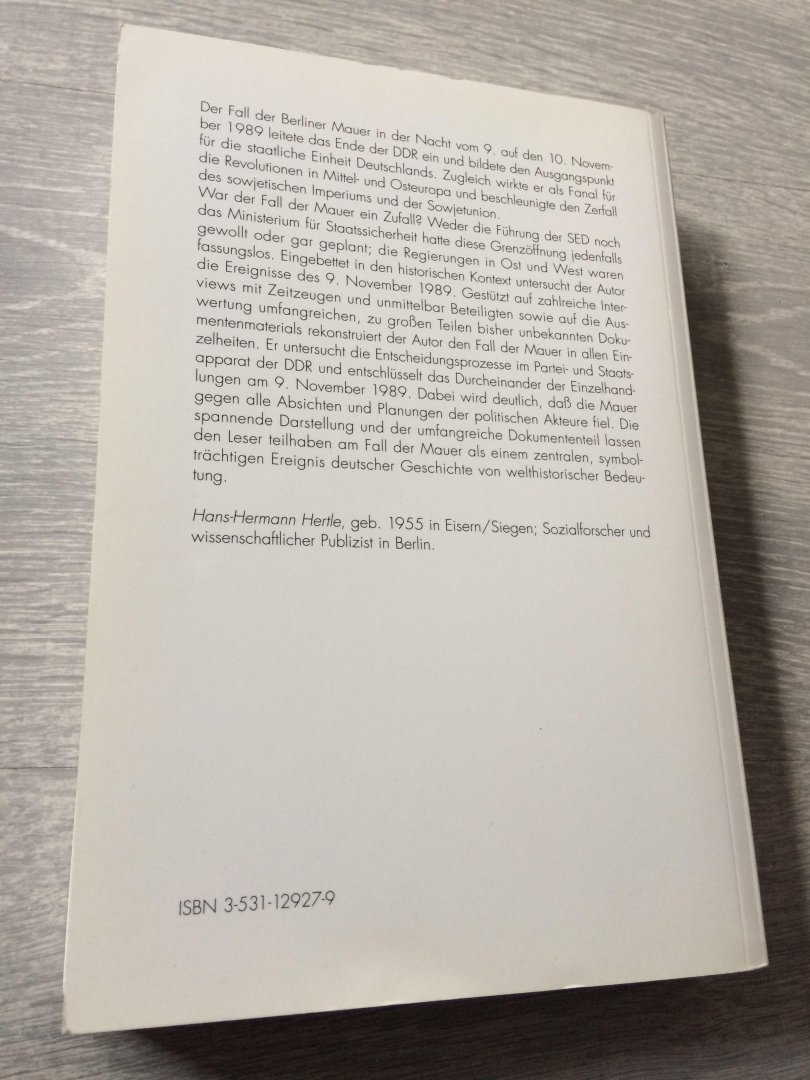 Der Fall der Berliner Mauer in der Nacht vom 9. auf den 10. Novem-
ber 1989 leitete das Ende der DDR ein und bildete den Ausgangspunkt
für die staatliche Einheit Deutschlands. Zugleich wirkte er als Fanal für
die Revolutionen in Mittel- und Osteuropa und beschleunigte den Zerfall
des sowjetischen Imperiums und der Sowjetunion.
War der Fall der Mauer ein Zufall? Weder die Führung der SED noch
das Ministerium für Staatssicherheit hatte diese Grenzöffnung jedenfalls
gewollt oder gar geplant; die Regierungen in Ost und West waren
fassungslos. Eingebettet in den historischen Kontext untersucht der Autor
die Ereignisse des 9. November 1989. Gestützt auf zahlreiche Inter-
views mit Zeitzeugen und unmittelbar Beteiligten sowie auf die Aus-
wertung umfangreichen, zu großen Teilen bisher unbekannten Doku-
mentenmaterials rekonstruiert der Autor den Fall der Mauer in allen Ein-
zelheiten. Er untersucht die Entscheidungsprozesse im Partei- und Staats-
apparat der DDR und entschlüsselt das Durcheinander der Einzelhand-
lungen am 9. November 1989. Dabei wird deutlich, daß die Mauer
gegen alle Absichten und Planungen der politischen Akteure fiel. Die
spannende Darstellung und der umfangreiche Dokumententeil lassen
den Leser teilhaben am Fall der Mauer als einem zentralen, symbol-
trächtigen Ereignis deutscher Geschichte von welthistorischer Bedeu-
tung.
Hans-Hermann Hertle, geb. 1955 in Eisern/Siegen; Sozialforscher und
wissenschaftlicher Publizist in Berlin.
ISBN 3-531-12927-9